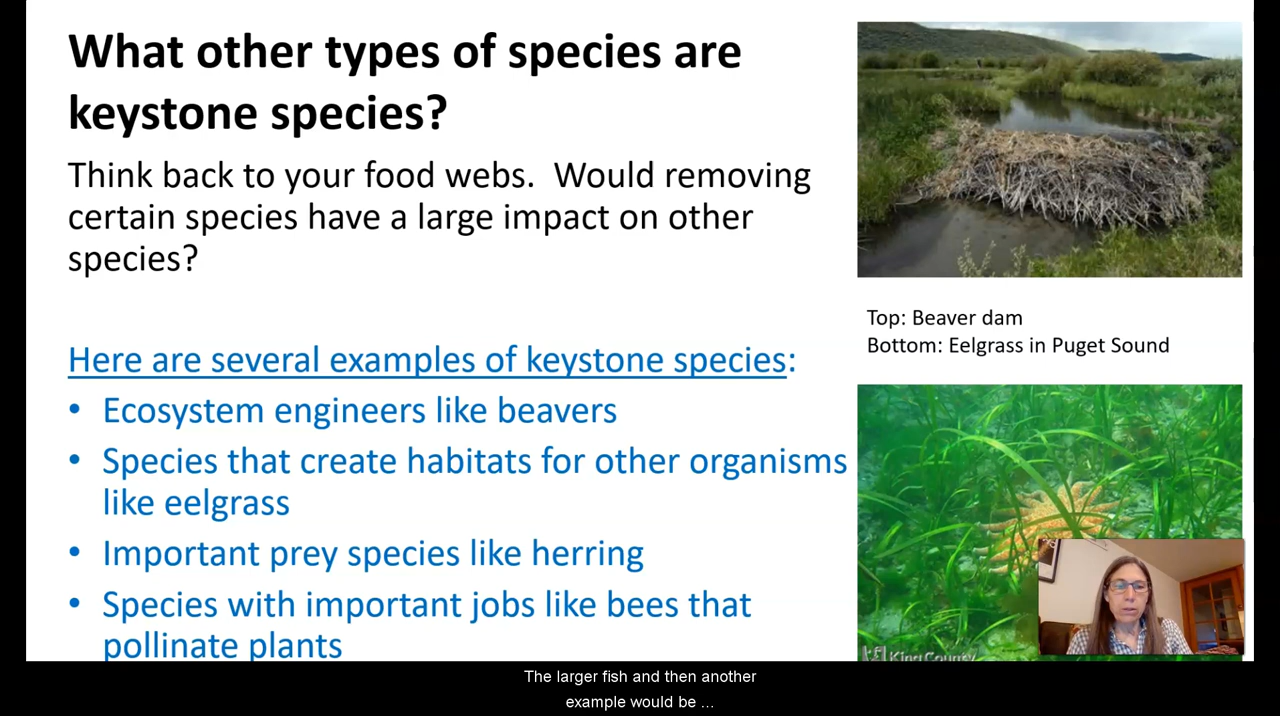 What other types of species are
keystone species?
Think back to your food webs.  Would removing
certain species have a large impact on other
species?
Here are several examples of keystone species:
• Ecosystem engineers like beavers
• Species that create habitats for other organisms
like eelgrass
• Important prey species like herring
• Species with important jobs like bees that
pollinate plants
Top: Beaver dam
Bottom: Eelgrass in Puget Sound
King County
The larger fish and then another
example would be ...